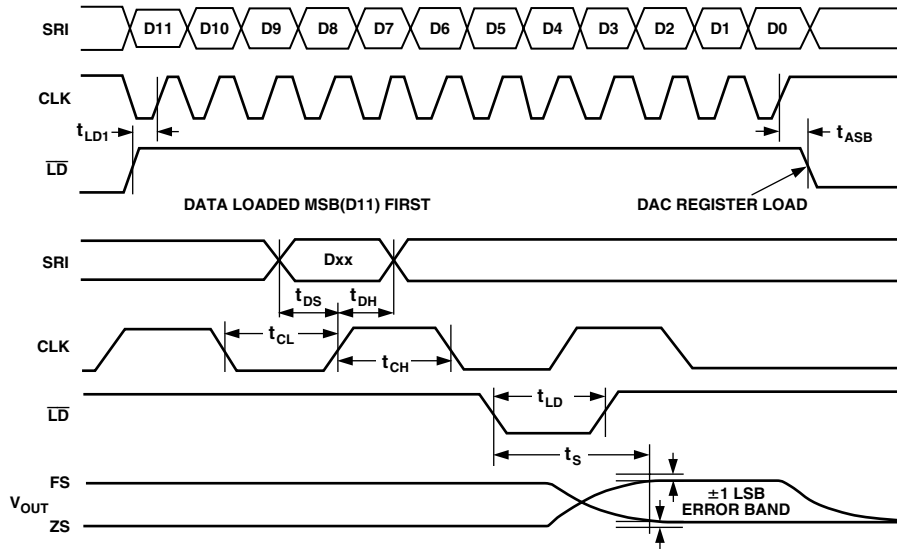 SRI D11 D10 D9 D8 D7 D6 D5 D4 D3 D2 D1 D0
CLK
tLD1
tASB
LD
DATA LOADED MSB(D11) FIRST
DAC REGISTER LOAD
SRI Dxx
tDS tDH
tCL
CLK
tCH
LD
tLD
tS
FS
VOUT
±1 LSB
ERROR BAND
ZS